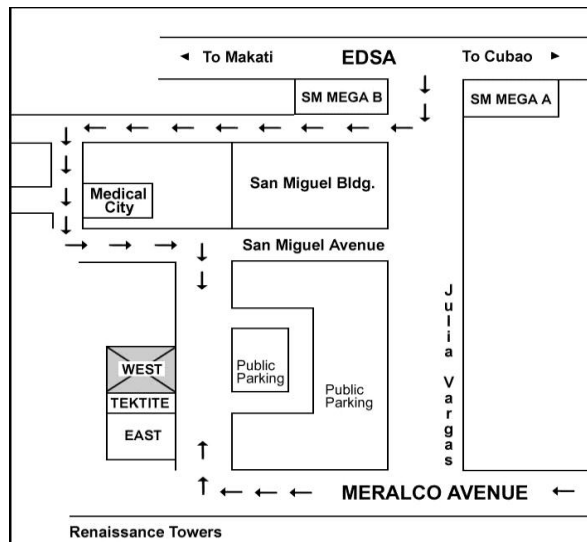 To Makati
EDSA
To Cubao
SM MEGA B
SM MEGA A
Medical
City
San Miguel Bldg.
San Miguel Avenue
Julia Vargas
WEST
TEKTITE
EAST
Public
Parking
Public
Parking
MERALCO AVENUE
Renaissance Towers